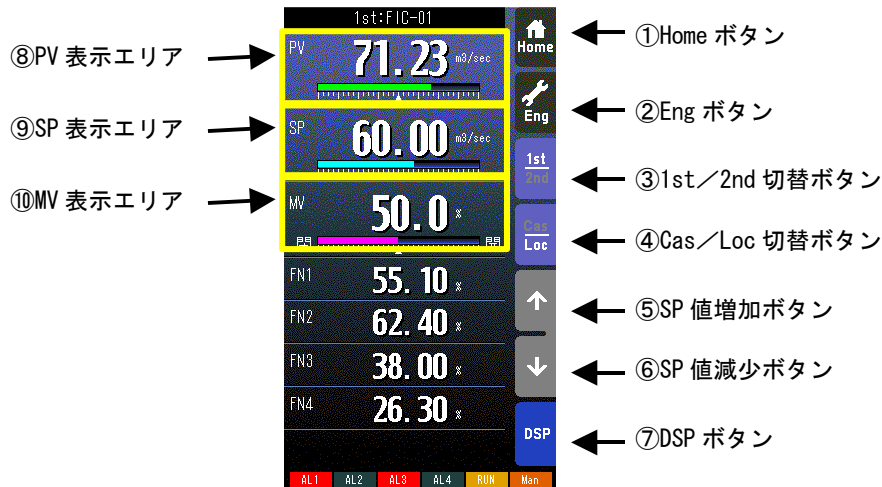 1st:FIC-01
⑧PV 表示エリア
PV 71.23 m3/sec
⑨SP 表示エリア
SP 60.00 m3/sec
⑩MV 表示エリア
MV 50.0 %
閉 開
FN1 55.10 %
FN2 62.40 %
FN3 38.00 %
FN4 26.30 %
AL1 AL2 AL3 AL4 RUN Man
Home
①Home ボタン
Eng
②Eng ボタン
1st
2nd
③1st／2nd 切替ボタン
Cas
Loc
④Cas／Loc 切替ボタン
↑
⑤SP 値増加ボタン
↓
⑥SP 値減少ボタン
DSP
⑦DSP ボタン